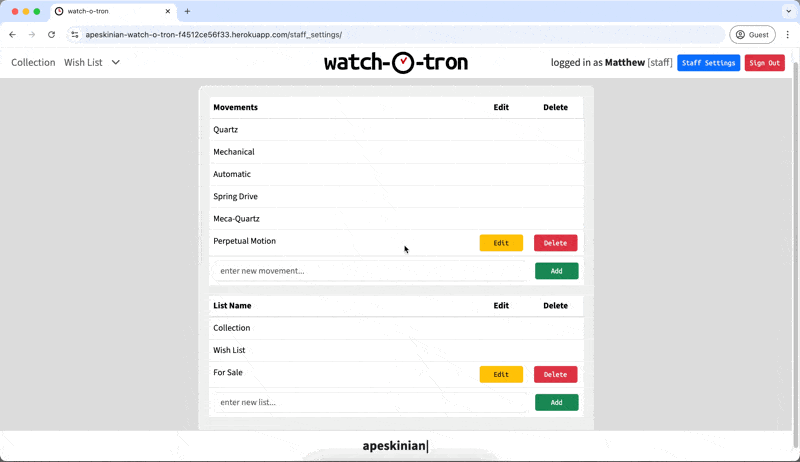 watch-o-tron
apeskinian-watch-o-tron-f4512ce56f33.herokuapp.com/staff_settings/
Guest
Collection Wish List watch-O-tron logged in as Matthew [staff] Staff Settings Sign Out
Movements Edit Delete
Quartz
Mechanical
Automatic
Spring Drive
Meca-Quartz
Perpetual Motion Edit Delete
enter new movement... Add
List Name Edit Delete
Collection
Wish List
For Sale Edit Delete
enter new list... Add
apeskinian